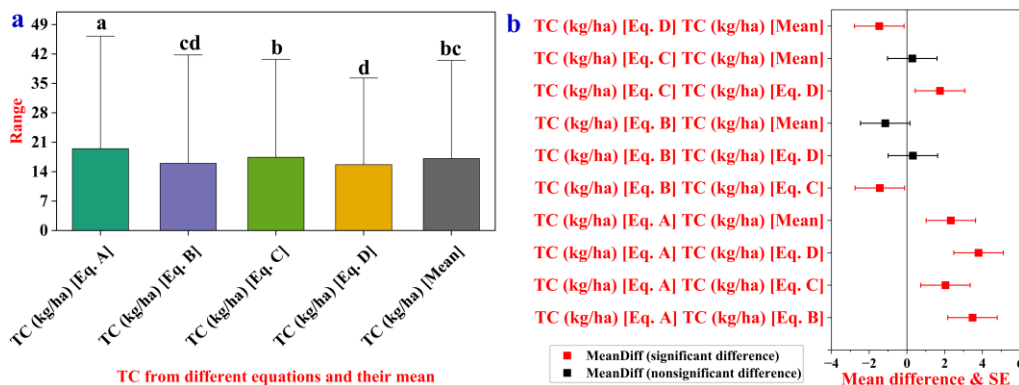 a
49
42
35
28
21
14
7
0
Range
a
cd
b
d
bc
TC (kg/ha) [Eq. A]
TC (kg/ha) [Eq. B]
TC (kg/ha) [Eq. C]
TC (kg/ha) [Eq. D]
TC (kg/ha) [Mean]
TC from different equations and their mean
b
TC (kg/ha) [Eq. D] TC (kg/ha) [Mean]
TC (kg/ha) [Eq. C] TC (kg/ha) [Mean]
TC (kg/ha) [Eq. C] TC (kg/ha) [Eq. D]
TC (kg/ha) [Eq. B] TC (kg/ha) [Mean]
TC (kg/ha) [Eq. B] TC (kg/ha) [Eq. D]
TC (kg/ha) [Eq. B] TC (kg/ha) [Eq. C]
TC (kg/ha) [Eq. A] TC (kg/ha) [Mean]
TC (kg/ha) [Eq. A] TC (kg/ha) [Eq. D]
TC (kg/ha) [Eq. A] TC (kg/ha) [Eq. C]
TC (kg/ha) [Eq. A] TC (kg/ha) [Eq. B]
MeanDiff (significant difference)
MeanDiff (nonsignificant difference)
−4 −2 0 2 4 6
Mean difference & SE